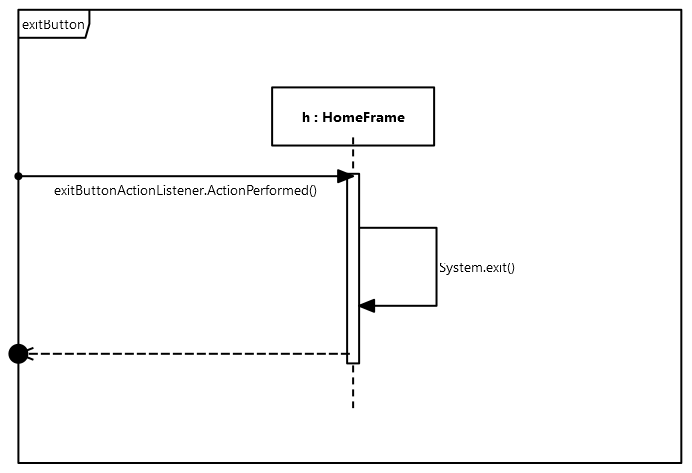 exitButton
h : HomeFrame
exitButtonActionListener.ActionPerformed()
System.exit()